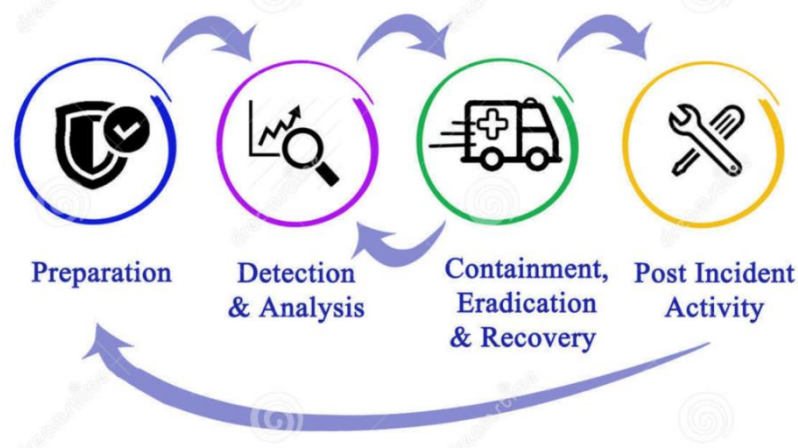 Preparation
Detection
& Analysis
Containment,
Eradication
& Recovery
Post Incident
Activity